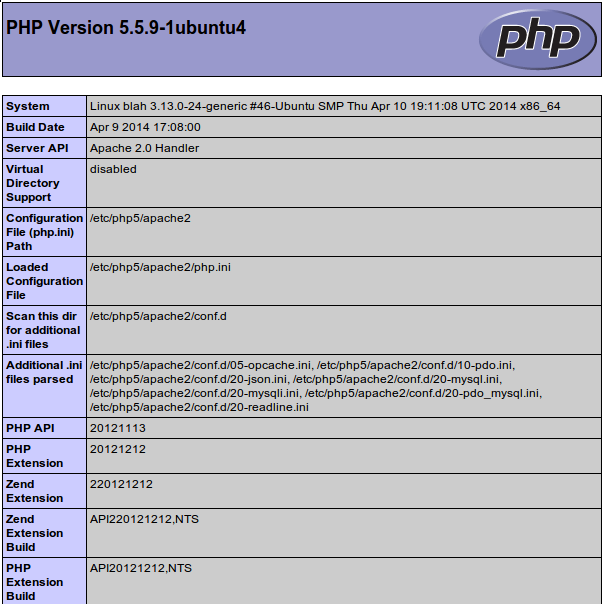 PHP Version 5.5.9-1ubuntu4
php
System
Linux blah 3.13.0-24-generic #46-Ubuntu SMP Thu Apr 10 19:11:08 UTC 2014 x86_64
Build Date
Apr 9 2014 17:08:00
Server API
Apache 2.0 Handler
Virtual
Directory
Support
disabled
Configuration
File (php.ini)
Path
/etc/php5/apache2
Loaded
Configuration
File
/etc/php5/apache2/php.ini
Scan this dir
for additional
.ini files
/etc/php5/apache2/conf.d
Additional .ini
files parsed
/etc/php5/apache2/conf.d/05-opcache.ini, /etc/php5/apache2/conf.d/10-pdo.ini,
/etc/php5/apache2/conf.d/20-json.ini, /etc/php5/apache2/conf.d/20-mysql.ini,
/etc/php5/apache2/conf.d/20-mysqli.ini, /etc/php5/apache2/conf.d/20-pdo_mysql.ini,
/etc/php5/apache2/conf.d/20-readline.ini
PHP API
20121113
PHP
Extension
20121212
Zend
Extension
220121212
Zend
Extension
Build
API220121212,NTS
PHP
Extension
Build
API20121212,NTS